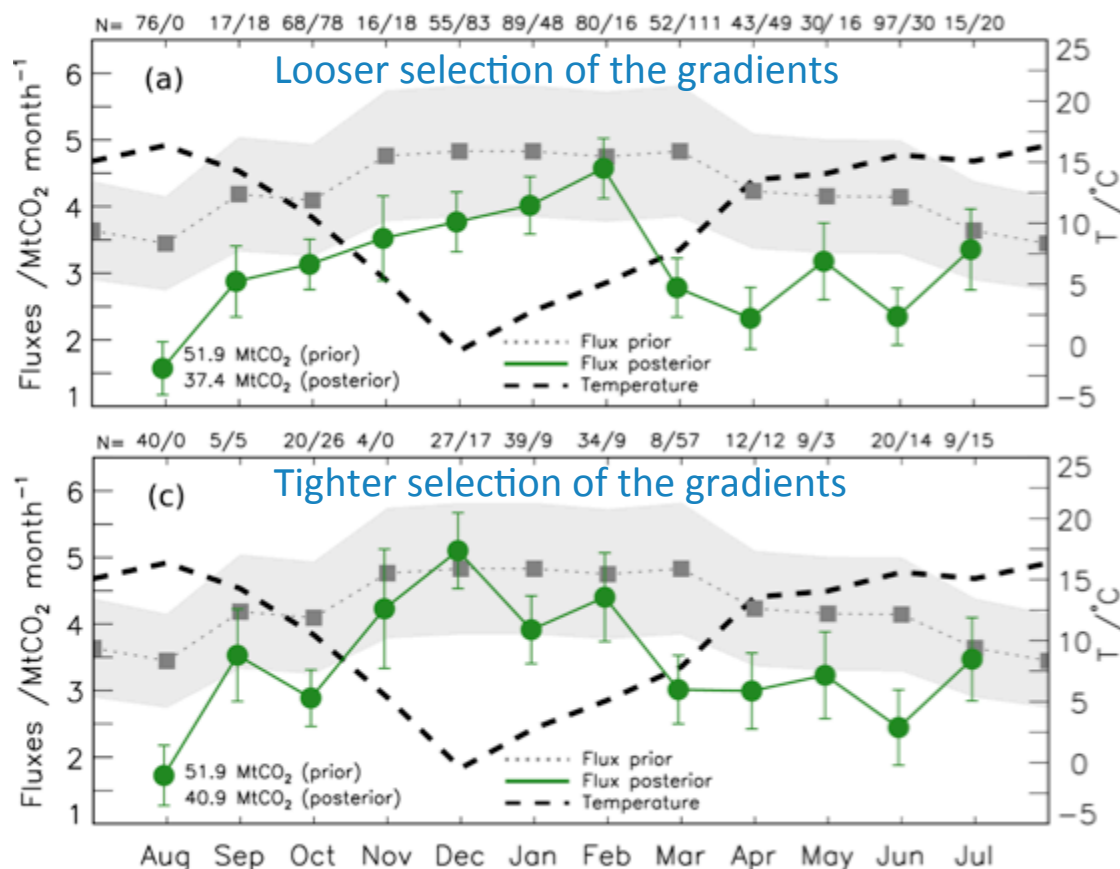 N= 76/0 17/18 68/78 16/18 55/83 89/48 80/16 52/111 43/49 30/16 97/30 15/20
(a) Looser selection of the gradients
Fluxes /MtCO₂ month⁻¹
6
5
4
3
2
1
25
20
15
10
5
0
−5
T/°C
51.9 MtCO₂ (prior)
37.4 MtCO₂ (posterior)
Flux prior
Flux posterior
Temperature
N= 40/0 5/5 20/26 4/0 27/17 39/9 34/9 8/57 12/12 9/3 20/14 9/15
(c) Tighter selection of the gradients
Fluxes /MtCO₂ month⁻¹
6
5
4
3
2
1
25
20
15
10
5
0
−5
T/°C
51.9 MtCO₂ (prior)
40.9 MtCO₂ (posterior)
Flux prior
Flux posterior
Temperature
Aug Sep Oct Nov Dec Jan Feb Mar Apr May Jun Jul